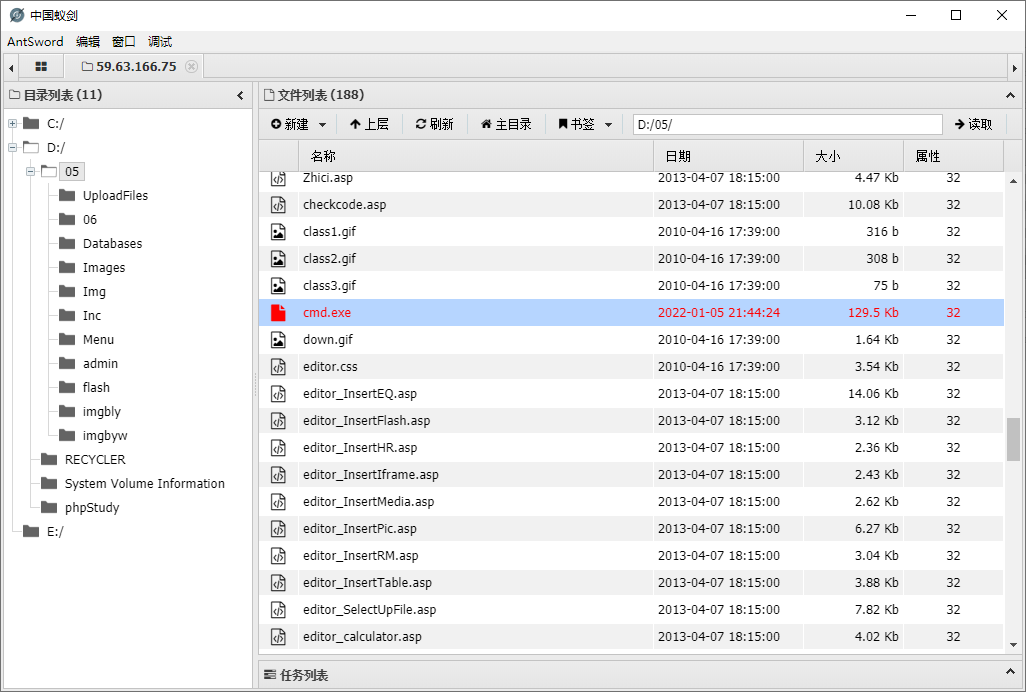 中国蚁剑
AntSword 编辑 窗口 调试
59.63.166.75
目录列表 (11)
C:/
D:/
05
UploadFiles
06
Databases
Images
Img
Inc
Menu
admin
flash
imgbly
imgbyw
RECYCLER
System Volume Information
phpStudy
E:/
文件列表 (188)
新建 上层 刷新 主目录 书签 D:/05/ 读取
名称 日期 大小 属性
Zhici.asp 2013-04-07 18:15:00 4.47 Kb 32
checkcode.asp 2013-04-07 18:15:00 10.08 Kb 32
class1.gif 2010-04-16 17:39:00 316 b 32
class2.gif 2010-04-16 17:39:00 308 b 32
class3.gif 2010-04-16 17:39:00 75 b 32
cmd.exe 2022-01-05 21:44:24 129.5 Kb 32
down.gif 2010-04-16 17:39:00 1.64 Kb 32
editor.css 2010-04-16 17:39:00 3.54 Kb 32
editor_InsertEQ.asp 2013-04-07 18:15:00 14.06 Kb 32
editor_InsertFlash.asp 2013-04-07 18:15:00 3.12 Kb 32
editor_InsertHR.asp 2013-04-07 18:15:00 2.36 Kb 32
editor_InsertIframe.asp 2013-04-07 18:15:00 2.43 Kb 32
editor_InsertMedia.asp 2013-04-07 18:15:00 2.62 Kb 32
editor_InsertPic.asp 2013-04-07 18:15:00 6.27 Kb 32
editor_InsertRM.asp 2013-04-07 18:15:00 3.04 Kb 32
editor_InsertTable.asp 2013-04-07 18:15:00 3.88 Kb 32
editor_SelectUpFile.asp 2013-04-07 18:15:00 7.82 Kb 32
editor_calculator.asp 2013-04-07 18:15:00 4.02 Kb 32
任务列表